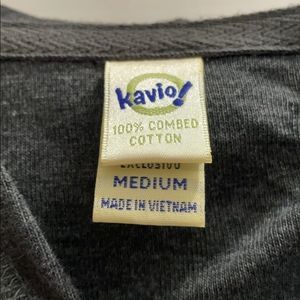 kavio!
100% COMBED
COTTON
MEDIUM
MADE IN VIETNAM